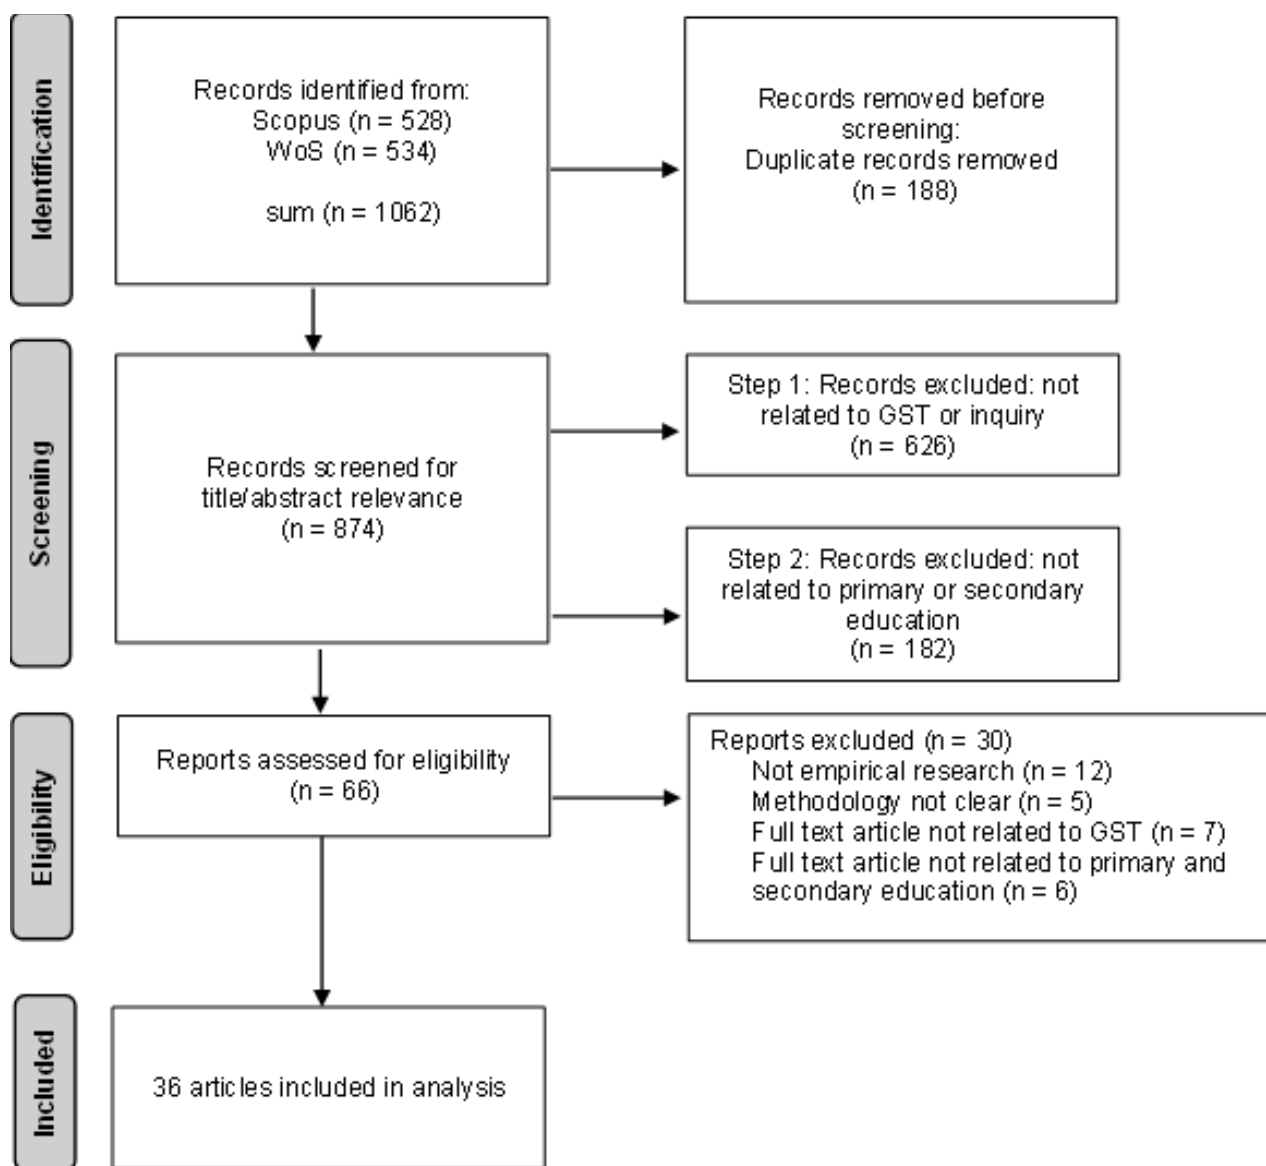 Identification
Records identified from:
Scopus (n = 528)
WoS (n = 534)
sum (n = 1062)
Records removed before
screening:
Duplicate records removed
(n = 188)
Screening
Records screened for
title/abstract relevance
(n = 874)
Step 1: Records excluded: not
related to GST or inquiry
(n = 626)
Step 2: Records excluded: not
related to primary or secondary
education
(n = 182)
Eligibility
Reports assessed for eligibility
(n = 66)
Reports excluded (n = 30)
Not empirical research (n = 12)
Methodology not clear (n = 5)
Full text article not related to GST (n = 7)
Full text article not related to primary and
secondary education (n = 6)
Included
36 articles included in analysis